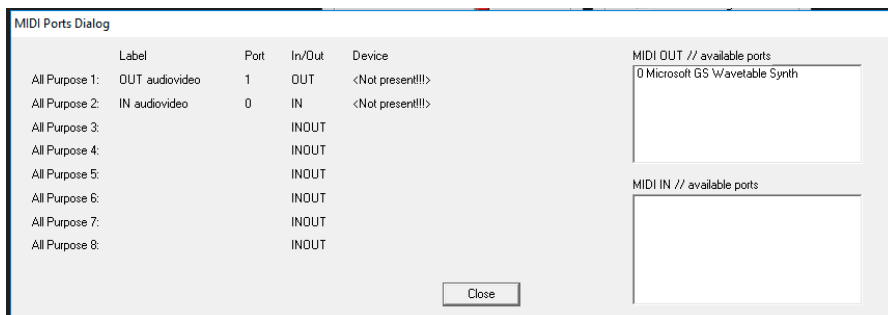 MIDI Ports Dialog
Label Port In/Out Device
All Purpose 1: OUT audiovideo 1 OUT <Not present!!!>
All Purpose 2: IN audiovideo 0 IN <Not present!!!>
All Purpose 3: INOUT
All Purpose 4: INOUT
All Purpose 5: INOUT
All Purpose 6: INOUT
All Purpose 7: INOUT
All Purpose 8: INOUT
MIDI OUT // available ports
0 Microsoft GS Wavetable Synth
MIDI IN // available ports
Close